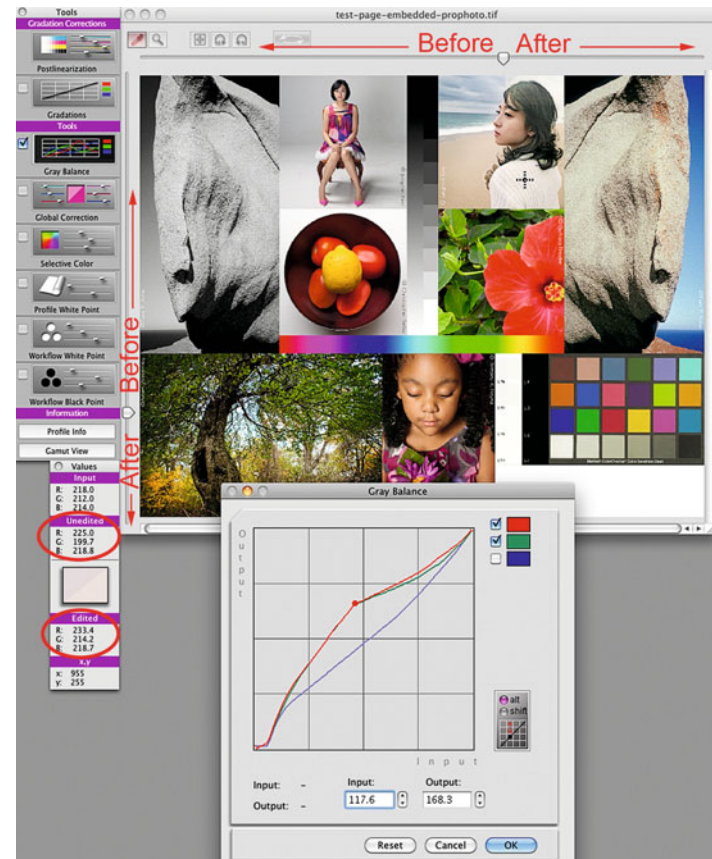 Tools
Gradation Corrections
Postlinearization
Gradations
Tools
Gray Balance
Global Correction
Selective Color
Profile White Point
Workflow White Point
Workflow Black Point
Information
Profile Info
Gamut View
test-page-embedded-prophoto.tif
Before After
Before
After
Values
Input
R: 218.0
G: 212.0
B: 214.0
Unedited
R: 225.0
G: 199.7
B: 218.8
Edited
R: 233.4
G: 214.2
B: 218.7
x,y
x: 955
y: 255
Gray Balance
Output
Input
alt
shift
Input: -
Output: -
Input:
117.6
Output:
168.3
Reset
Cancel
OK